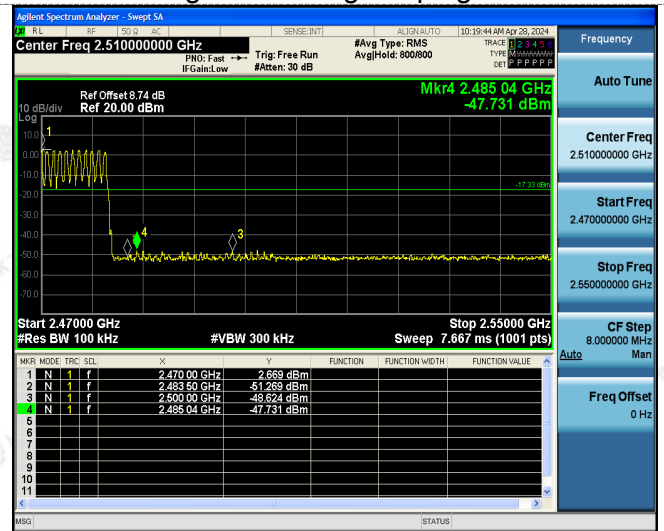 Agilent Spectrum Analyzer - Swept SA
RL RF 50 Ω AC SENSE:INT ALIGN AUTO 10:19:44 AM Apr 28, 2024
Center Freq 2.510000000 GHz
PNO: Fast
IFGain:Low
Trig: Free Run
#Atten: 30 dB
#Avg Type: RMS
Avg|Hold: 800/800
TRACE 1 2 3 4 5 6
TYPE M
DET P P P P P P
Mkr4 2.485 04 GHz
-47.731 dBm
Ref Offset 8.74 dB
Ref 20.00 dBm
10 dB/div
Log
10.0
0.00
-10.0
-20.0
-30.0
-40.0
-50.0
-60.0
-70.0
1
4
3
-17.33 dBm
Start 2.47000 GHz Stop 2.55000 GHz
#Res BW 100 kHz #VBW 300 kHz Sweep 7.667 ms (1001 pts)
MKR MODE TRC SCL X Y FUNCTION FUNCTION WIDTH FUNCTION VALUE
1 N 1 f 2.470 00 GHz 2.669 dBm
2 N 1 f 2.483 50 GHz -51.269 dBm
3 N 1 f 2.500 00 GHz -48.624 dBm
4 N 1 f 2.485 04 GHz -47.731 dBm
5
6
7
8
9
10
11
MSG STATUS
Frequency
Auto Tune
Center Freq
2.510000000 GHz
Start Freq
2.470000000 GHz
Stop Freq
2.550000000 GHz
CF Step
8.000000 MHz
Auto Man
Freq Offset
0 Hz